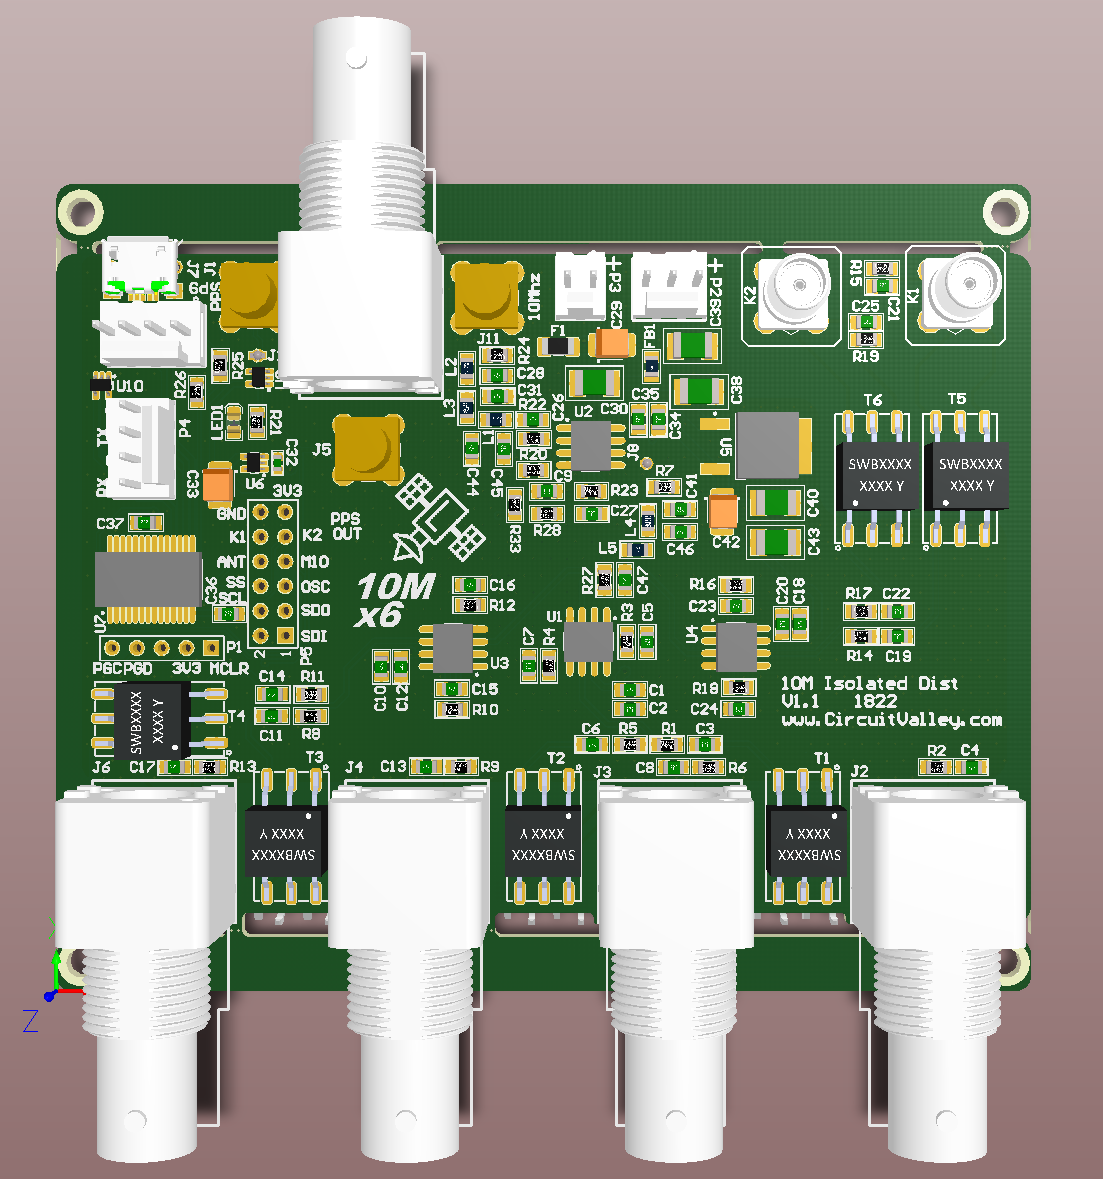 J7
J1
P9
PPS
10MHz
+P3
+P2
C39
C29
K2
R15
C21
K1
C25
R19
F1
FB1
J11
R24
L2
C28
R25
R26
U10
C31
L3
R22
C26
C30
C38
U2
C35
C34
T6
T5
LED1
R21
P4
TX
RX
J5
C32
L1
R20
J8
U5
C44
C45
C9
R7
C41
SWBXXXX
XXXX Y
SWBXXXX
XXXX Y
U6
C33
3V3
R23
C40
GND
PPS
OUT
R33
R28
C27
L4
C46
C42
C43
C37
K1
K2
L5
ANT
M10
SS
OSC
SCL
C36
SDO
SDI
U7
10M
x6
C16
R12
R27
C47
R16
C23
C20
C18
R17
C22
U1
R3
C5
U4
R14
C19
P1
2
1
P5
PGC
PGD
3V3
MCLR
U3
C7
R4
C10
C12
C15
R10
C14
R11
C1
C2
R18
C24
10M Isolated Dist
V1.1 1822
www.CircuitValley.com
SWBXXXX
XXXX Y
T4
C11
R8
C6
R5
R1
C3
J6
C17
R13
T3
J4
C13
R9
T2
J3
C8
R6
T1
J2
R2
C4
SWBXXXX
XXXX Y
SWBXXXX
XXXX Y
SWBXXXX
XXXX Y
Z